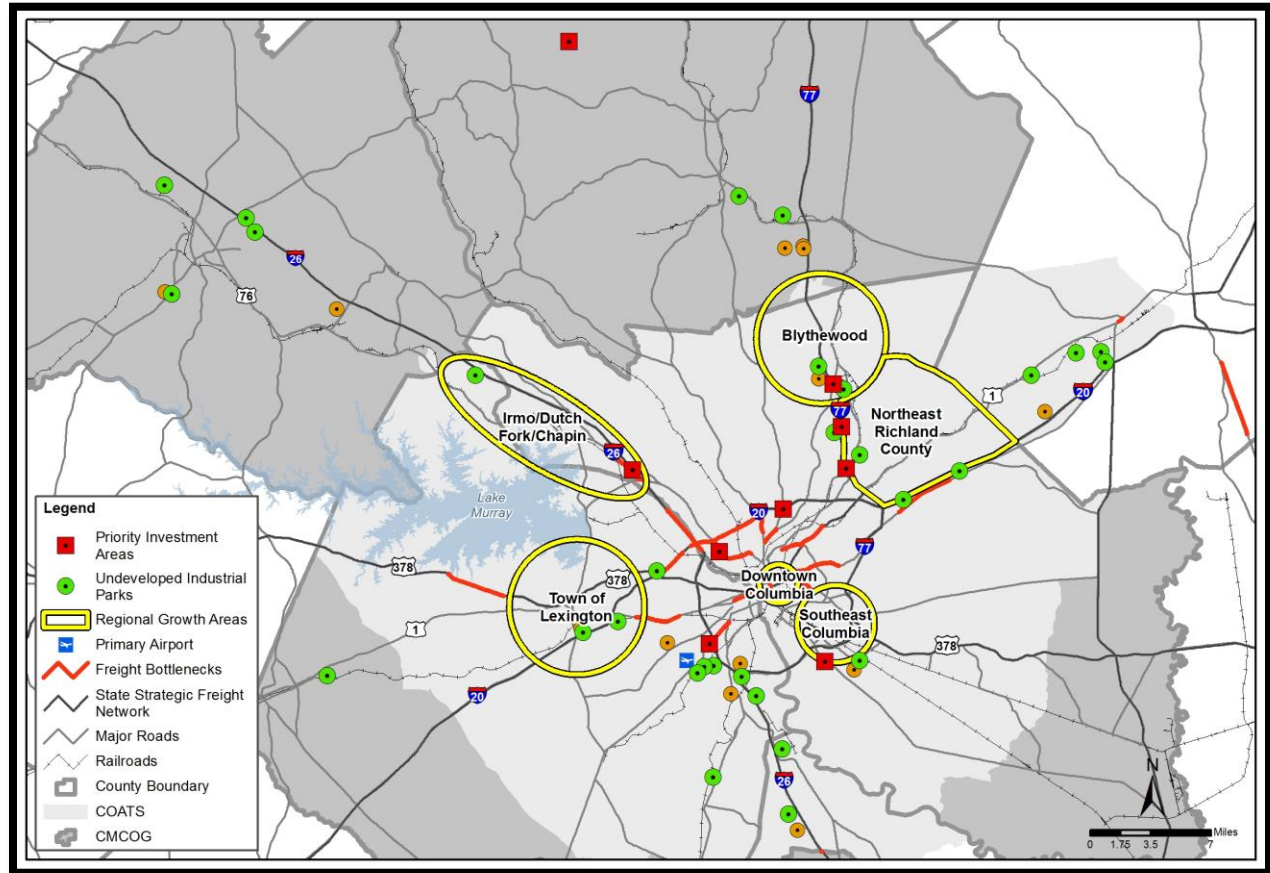 77
26
76
Blythewood
77
1
20
Northeast
Richland
County
Irmo/Dutch
Fork/Chapin
26
Lake
Murray
20
77
378
378
Town of
Lexington
Downtown
Columbia
Southeast
Columbia
378
1
20
26
Legend
Priority Investment
Areas
Undeveloped Industrial
Parks
Regional Growth Areas
Primary Airport
Freight Bottlenecks
State Strategic Freight
Network
Major Roads
Railroads
County Boundary
COATS
CMCOG
N
Miles
0 1.75 3.5 7